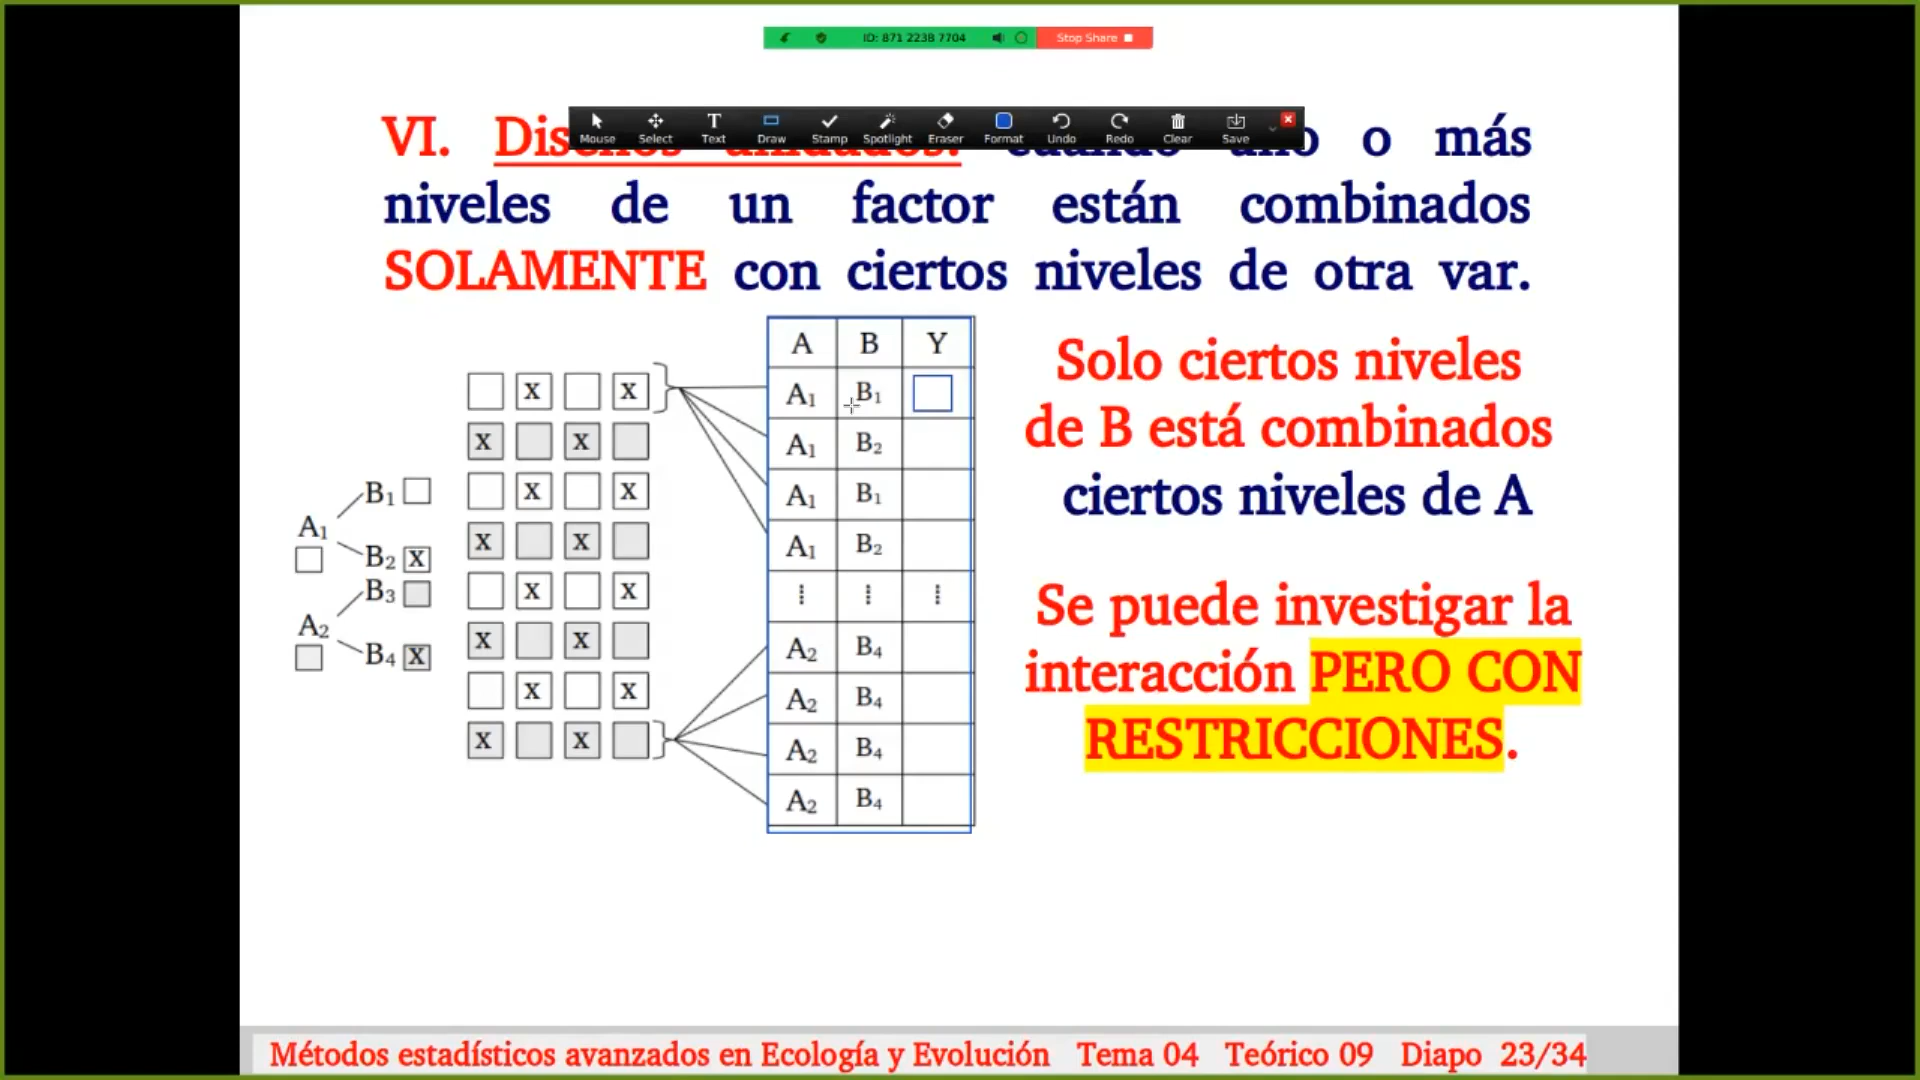 ID: 871 2238 7704 Stop Share
Mouse Select Text Draw Stamp Spotlight Eraser Format Undo Redo Clear Save
VI. o más
niveles de un factor están combinados
SOLAMENTE con ciertos niveles de otra var.
A B Y
A1 B1
A1 B2
A1 B1
A1 B2
A2 B4
A2 B4
A2 B4
A2 B4
x x
x x
x x
x x
x x
x x
x x
x x
B1
A1
B2 X
B3
A2
B4 X
Solo ciertos niveles
de B está combinados
ciertos niveles de A
Se puede investigar la
interacción PERO CON
RESTRICCIONES.
Métodos estadísticos avanzados en Ecología y Evolución Tema 04 Teórico 09 Diapo 23/34